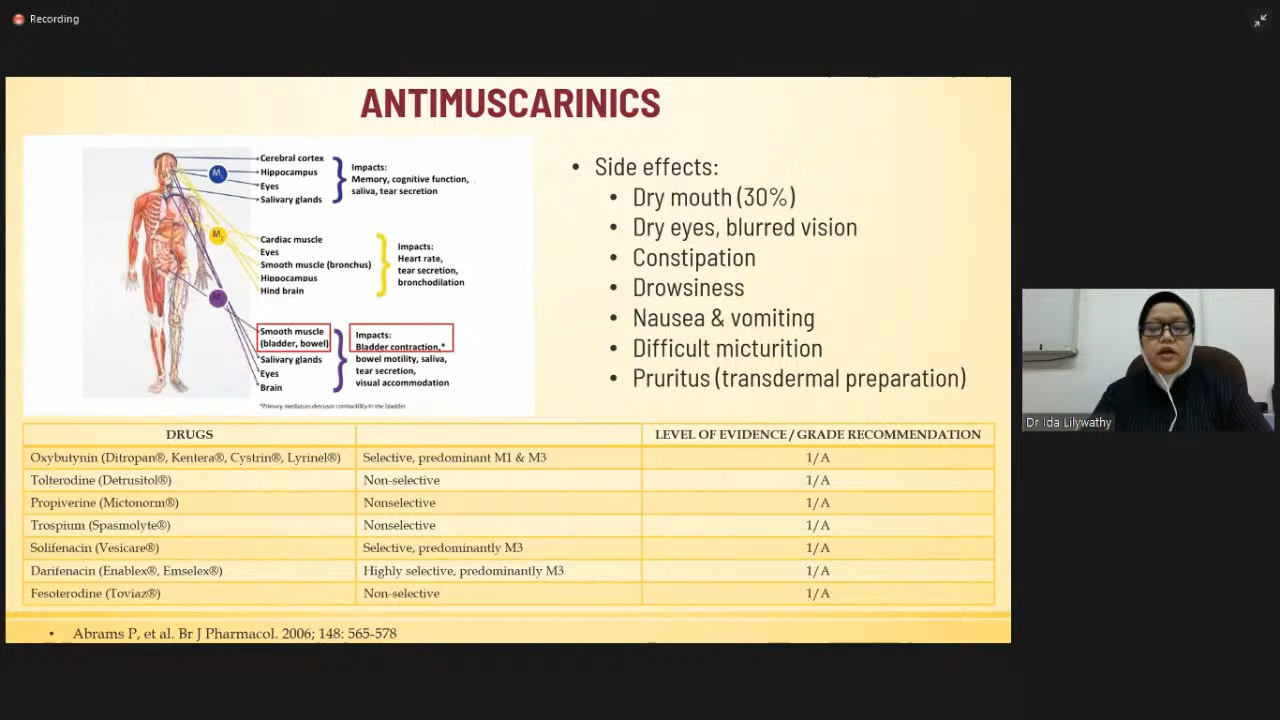 Recording
ANTIMUSCARINICS
Cerebral cortex
Hippocampus
Eyes
Salivary glands
Impacts:
Memory, cognitive function,
saliva, tear secretion
Cardiac muscle
Eyes
Smooth muscle (bronchus)
Hippocampus
Hind brain
Impacts:
Heart rate,
tear secretion,
bronchodilation
Smooth muscle
(bladder, bowel)
Salivary glands
Eyes
Brain
Impacts:
Bladder contraction,*
bowel motility, saliva,
tear secretion,
visual accommodation
*Primary mediates detrusor contractility in the bladder
• Side effects:
• Dry mouth (30%)
• Dry eyes, blurred vision
• Constipation
• Drowsiness
• Nausea & vomiting
• Difficult micturition
• Pruritus (transdermal preparation)
DRUGS LEVEL OF EVIDENCE / GRADE RECOMMENDATION
Oxybutynin (Ditropan®, Kentera®, Cystrin®, Lyrinel®) Selective, predominant M1 & M3 1/A
Tolterodine (Detrusitol®) Non-selective 1/A
Propiverine (Mictonorm®) Nonselective 1/A
Trospium (Spasmolyte®) Nonselective 1/A
Solifenacin (Vesicare®) Selective, predominantly M3 1/A
Darifenacin (Enablex®, Emselex®) Highly selective, predominantly M3 1/A
Fesoterodine (Toviaz®) Non-selective 1/A
• Abrams P, et al. Br J Pharmacol. 2006; 148: 565-578
Dr Ida Lilywathy